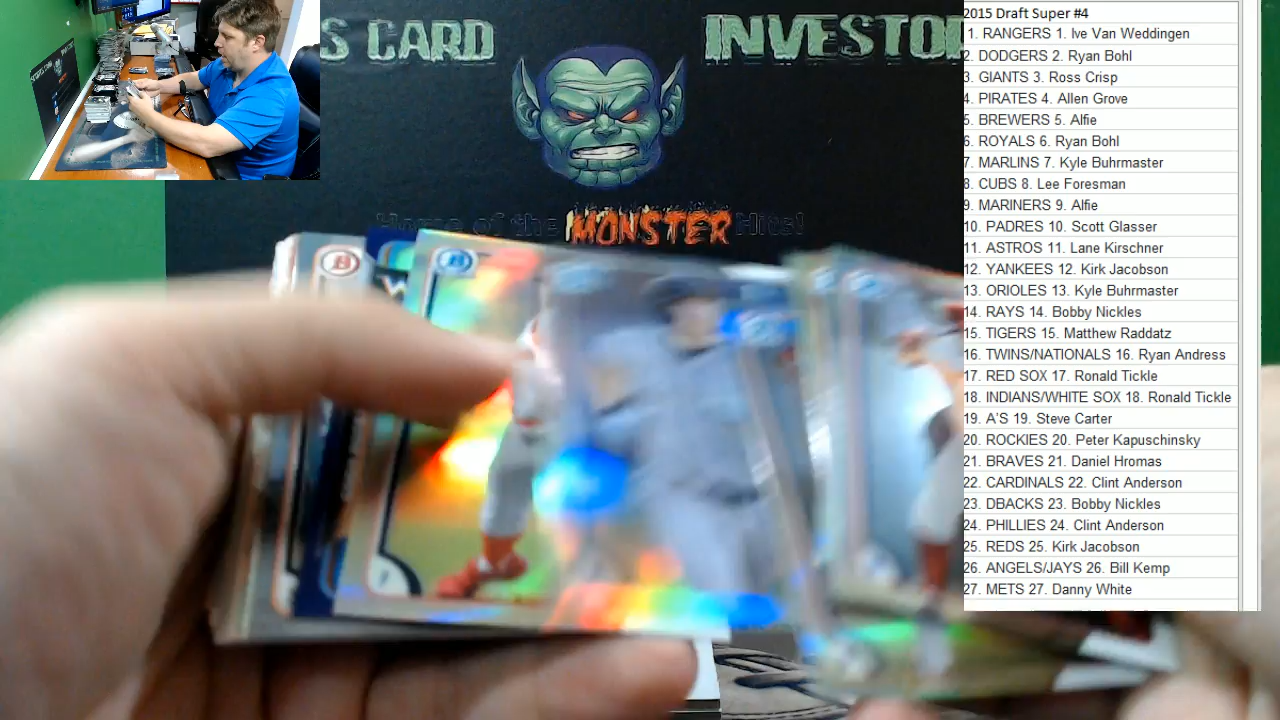 S CARD INVESTOR
Home of the MONSTER Hits!
2015 Draft Super #4
1. RANGERS 1. Ive Van Weddingen
2. DODGERS 2. Ryan Bohl
3. GIANTS 3. Ross Crisp
4. PIRATES 4. Allen Grove
5. BREWERS 5. Alfie
6. ROYALS 6. Ryan Bohl
7. MARLINS 7. Kyle Buhrmaster
8. CUBS 8. Lee Foresman
9. MARINERS 9. Alfie
10. PADRES 10. Scott Glasser
11. ASTROS 11. Lane Kirschner
12. YANKEES 12. Kirk Jacobson
13. ORIOLES 13. Kyle Buhrmaster
14. RAYS 14. Bobby Nickles
15. TIGERS 15. Matthew Raddatz
16. TWINS/NATIONALS 16. Ryan Andress
17. RED SOX 17. Ronald Tickle
18. INDIANS/WHITE SOX 18. Ronald Tickle
19. A'S 19. Steve Carter
20. ROCKIES 20. Peter Kapuschinsky
21. BRAVES 21. Daniel Hromas
22. CARDINALS 22. Clint Anderson
23. DBACKS 23. Bobby Nickles
24. PHILLIES 24. Clint Anderson
25. REDS 25. Kirk Jacobson
26. ANGELS/JAYS 26. Bill Kemp
27. METS 27. Danny White